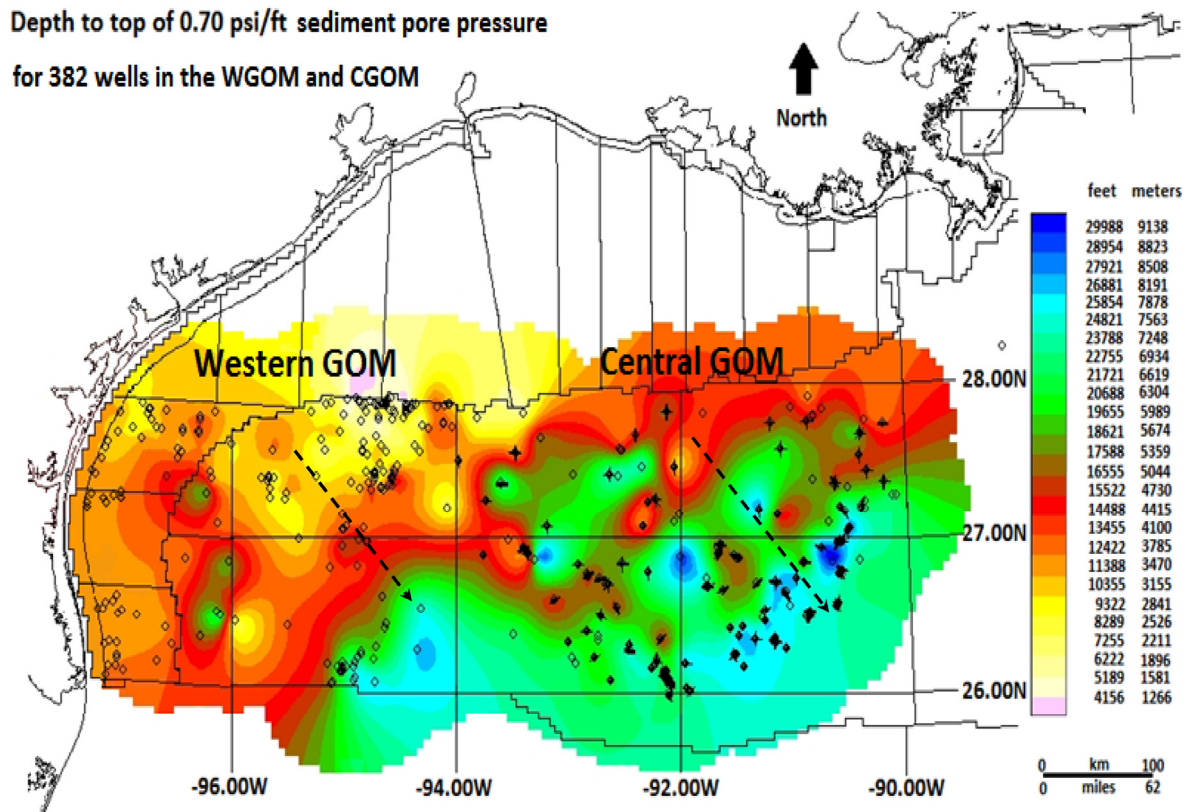 Depth to top of 0.70 psi/ft sediment pore pressure
for 382 wells in the WGOM and CGOM
North
feet meters
29988 9138
28954 8823
27921 8508
26881 8191
25854 7878
24821 7563
23788 7248
22755 6934
21721 6619
20688 6304
19655 5989
18621 5674
17588 5359
16555 5044
15522 4730
14488 4415
13455 4100
12422 3785
11388 3470
10355 3155
9322 2841
8289 2526
7255 2211
6222 1896
5189 1581
4156 1266
Western GOM
Central GOM
28.00N
27.00N
26.00N
-96.00W
-94.00W
-92.00W
-90.00W
0 km 100
0 miles 62